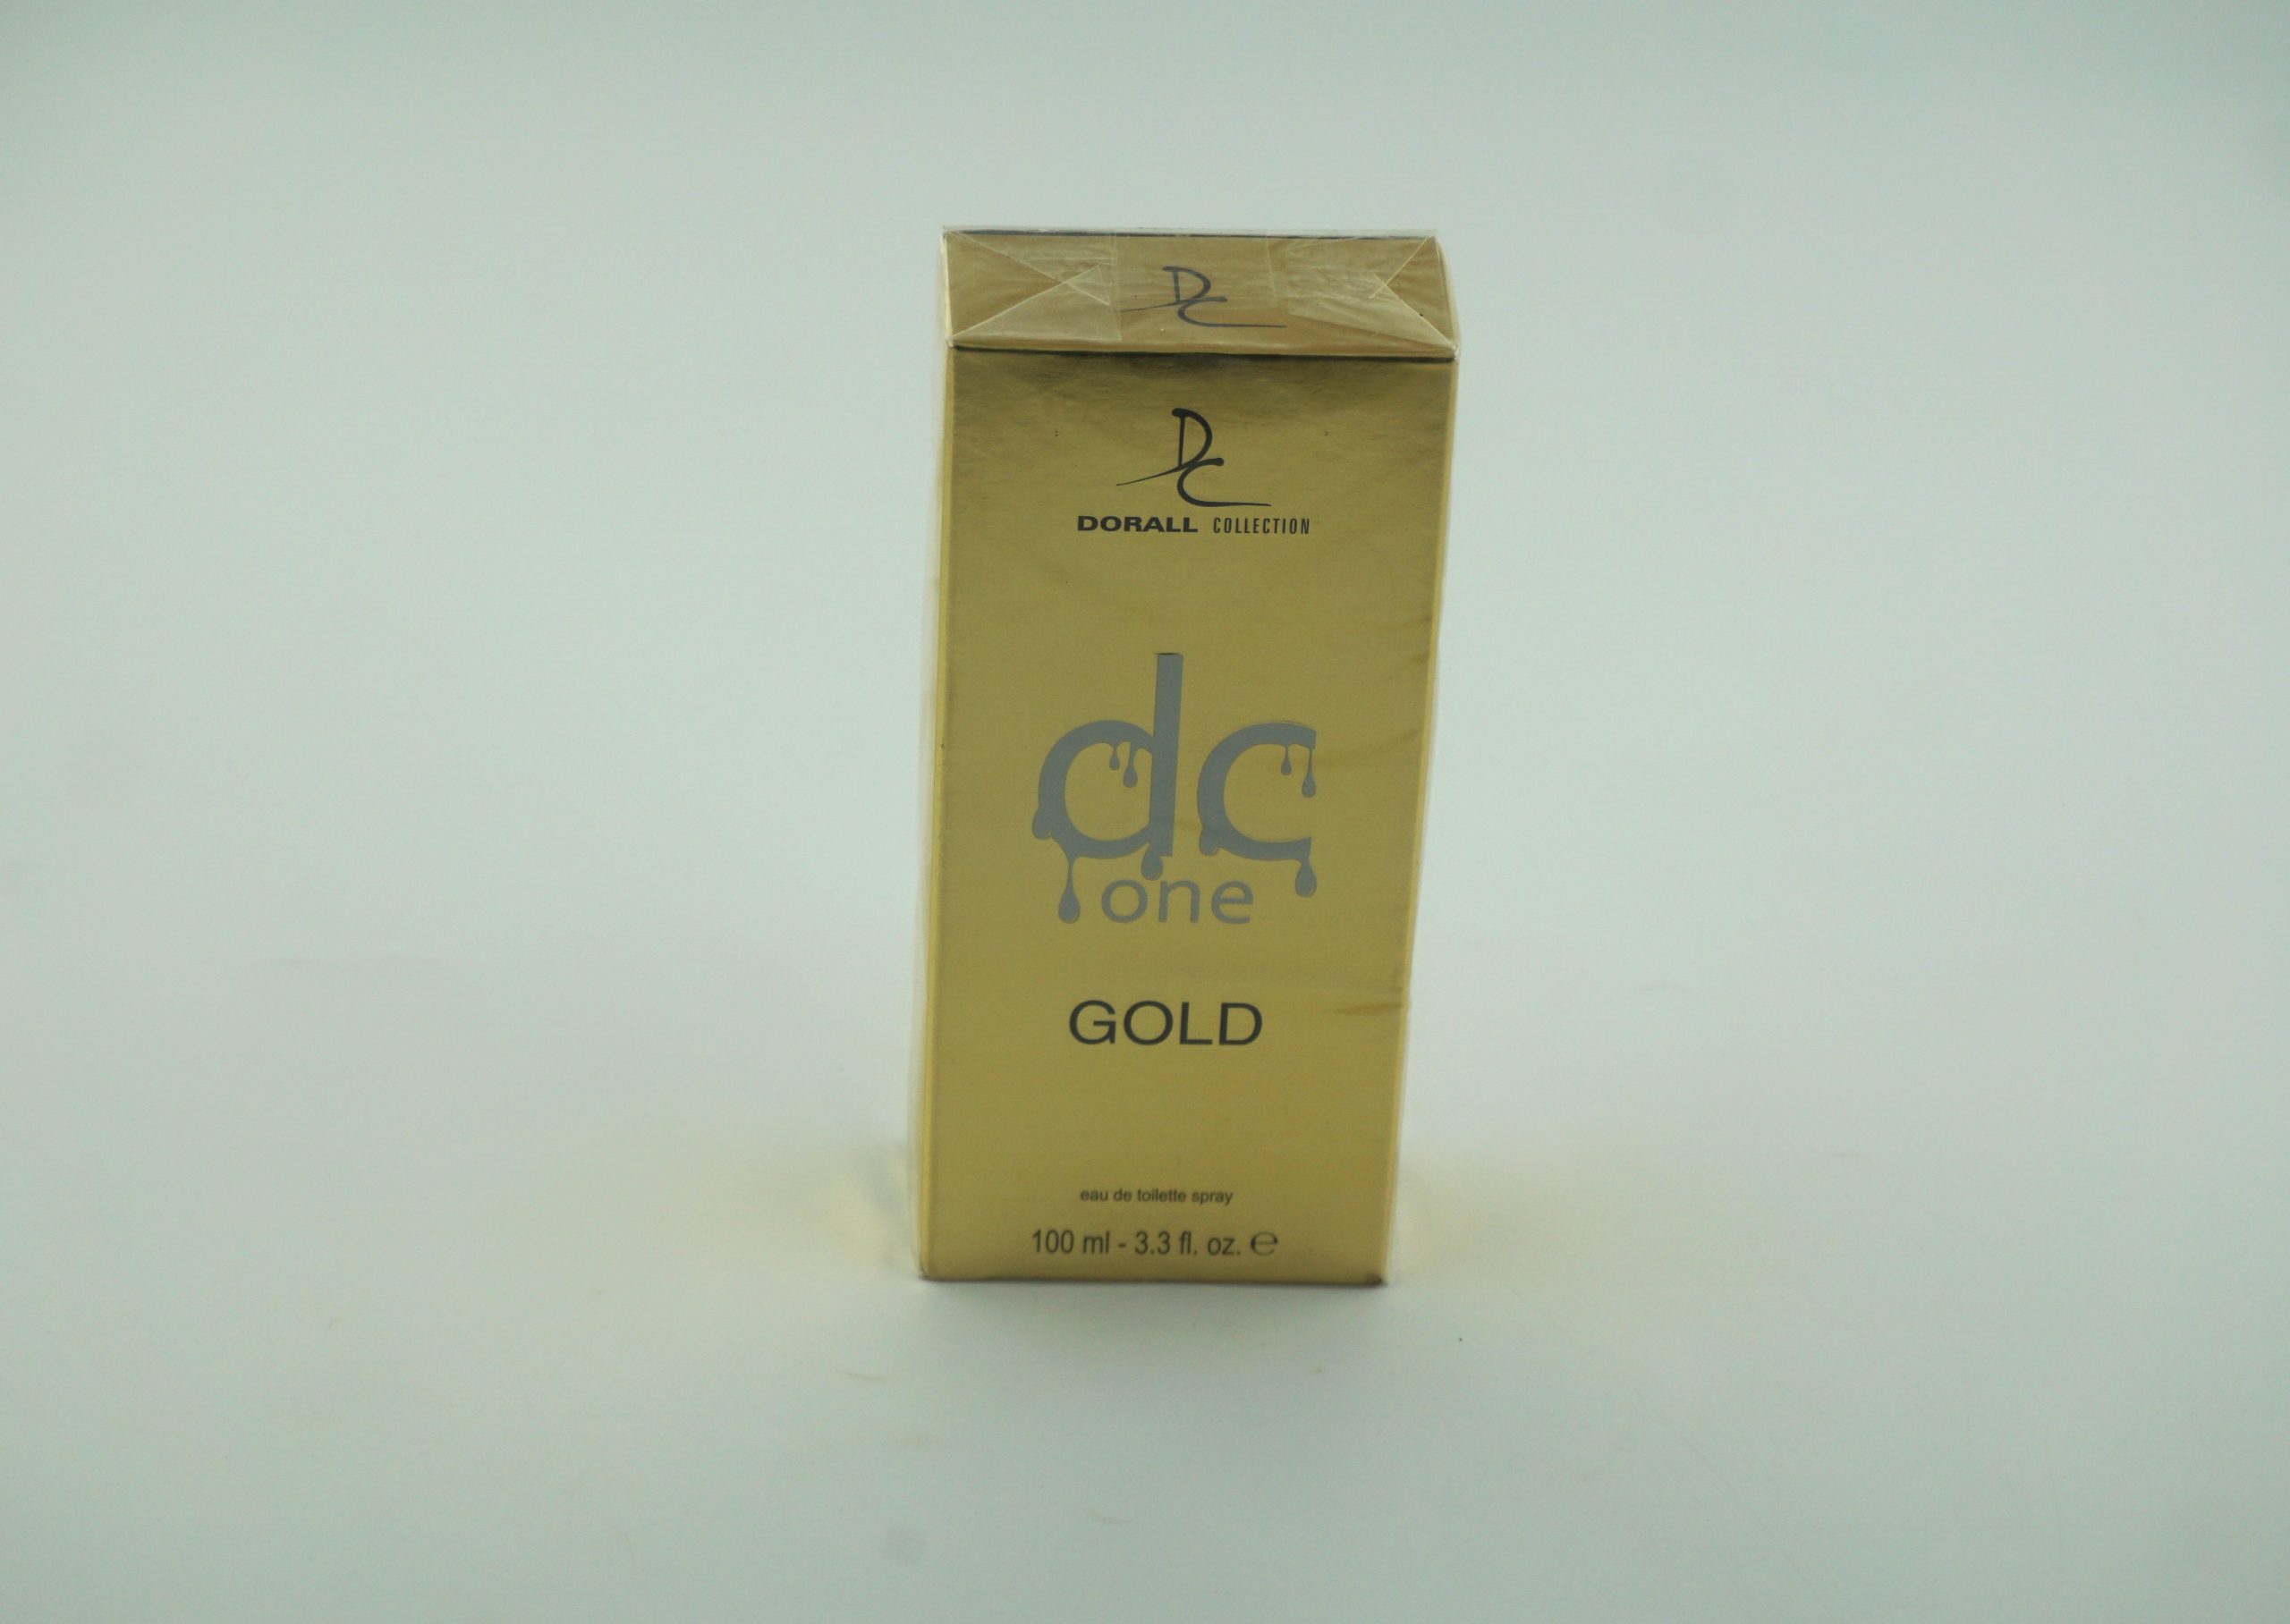 DC
DC
DORALL COLLECTION
dc
one
GOLD
eau de toilette spray
100 ml - 3.3 fl. oz. ℮